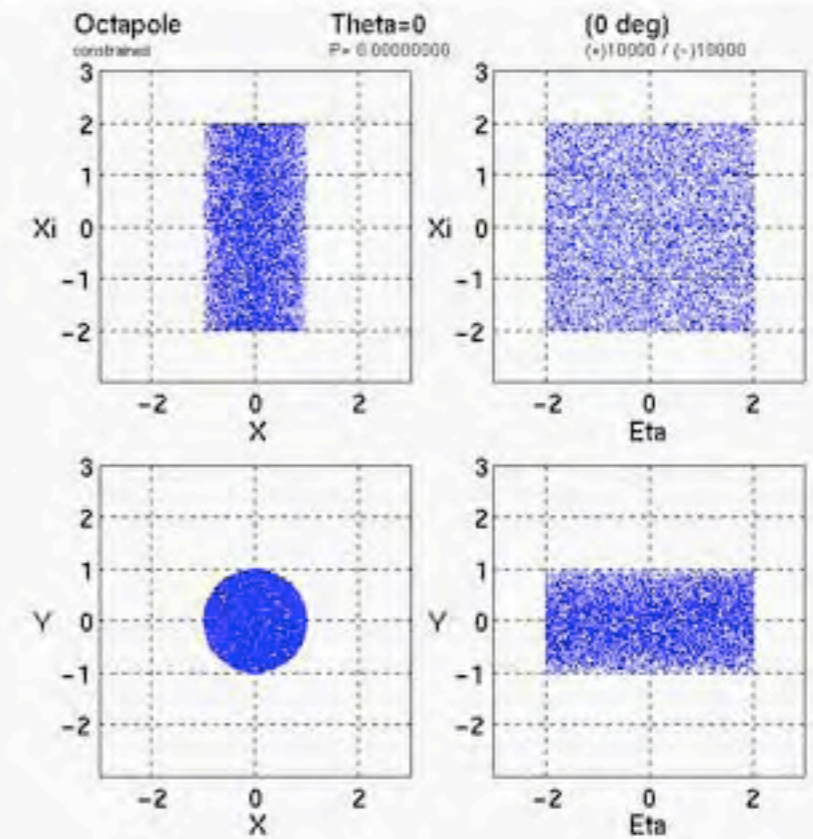 Octapole Theta=0 (0 deg)
constrained P= 0.00000000 (+)10000 / (-)10000
3 3
2 2
1 1
Xi 0 Xi 0
-1 -1
-2 -2
-2 0 2 -2 0 2
X Eta
3 3
2 2
1 1
Y 0 Y 0
-1 -1
-2 -2
-2 0 2 -2 0 2
X Eta